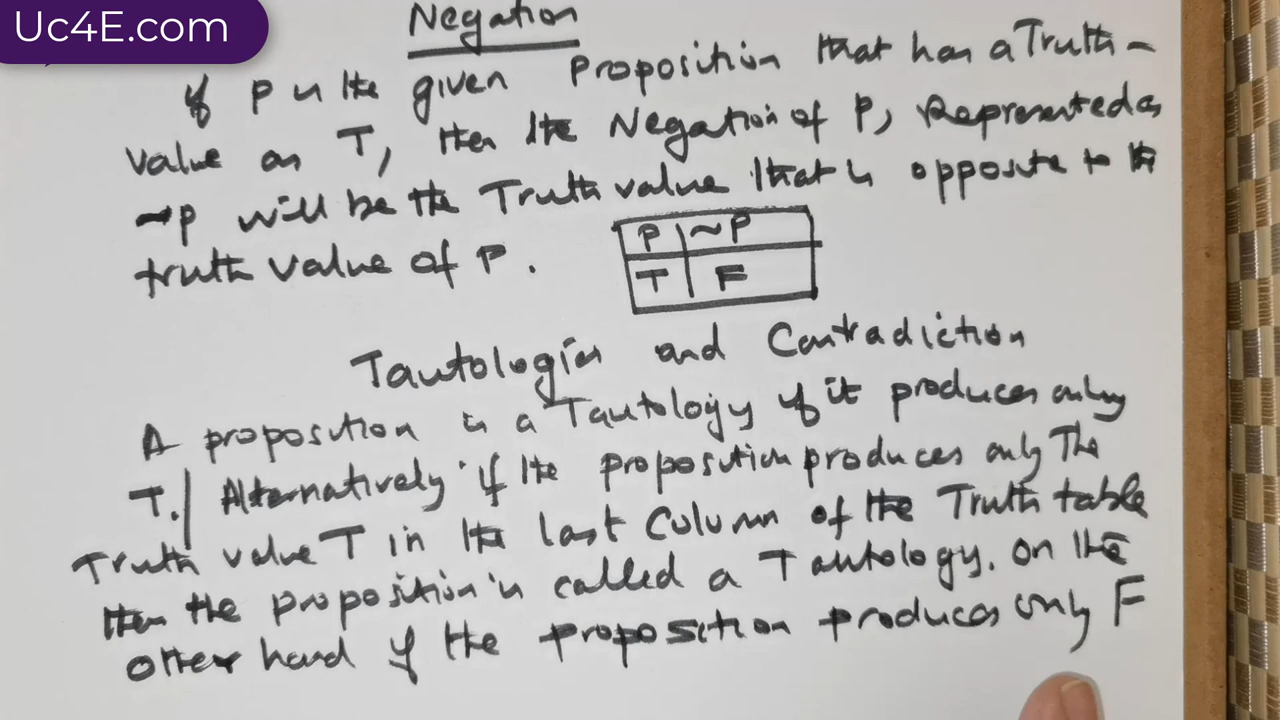 Uc4E.com
Negation
if P is the given Proposition that has a Truth-
value as T, then the Negation of P, Represented as
~P will be the Truth value that is opposite to the
truth value of P.
P ~P
T F
Tautologies and Contradiction
A proposition is a Tautology if it produces only
T. Alternatively if the proposition produces only The
Truth value T in the last Column of the Truth table
then the proposition is called a Tautology. On the
other hand if the proposition produces only F